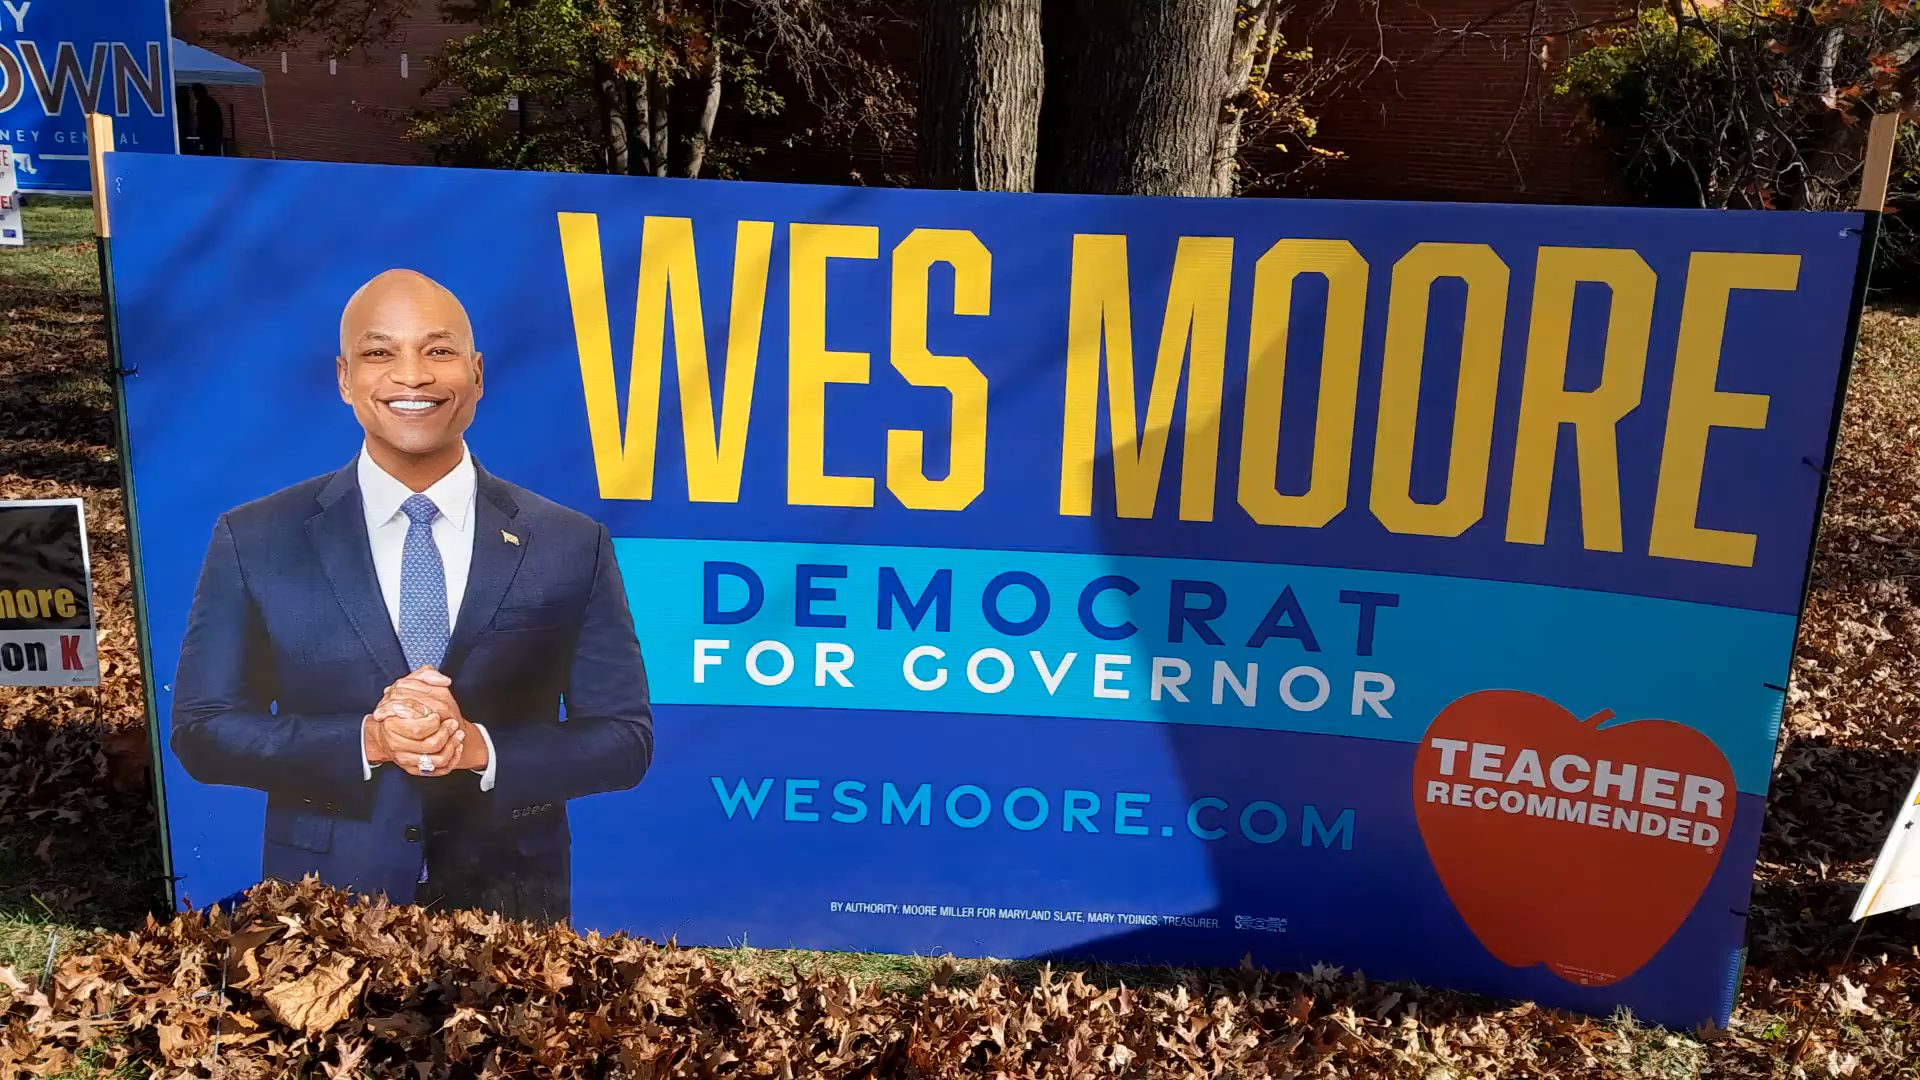 WES MOORE
DEMOCRAT
FOR GOVERNOR
WESMOORE.COM
TEACHER
RECOMMENDED
BY AUTHORITY: MOORE MILLER FOR MARYLAND SLATE, MARY TYDINGS, TREASURER.
OWN
NEY GENERAL
more
on K